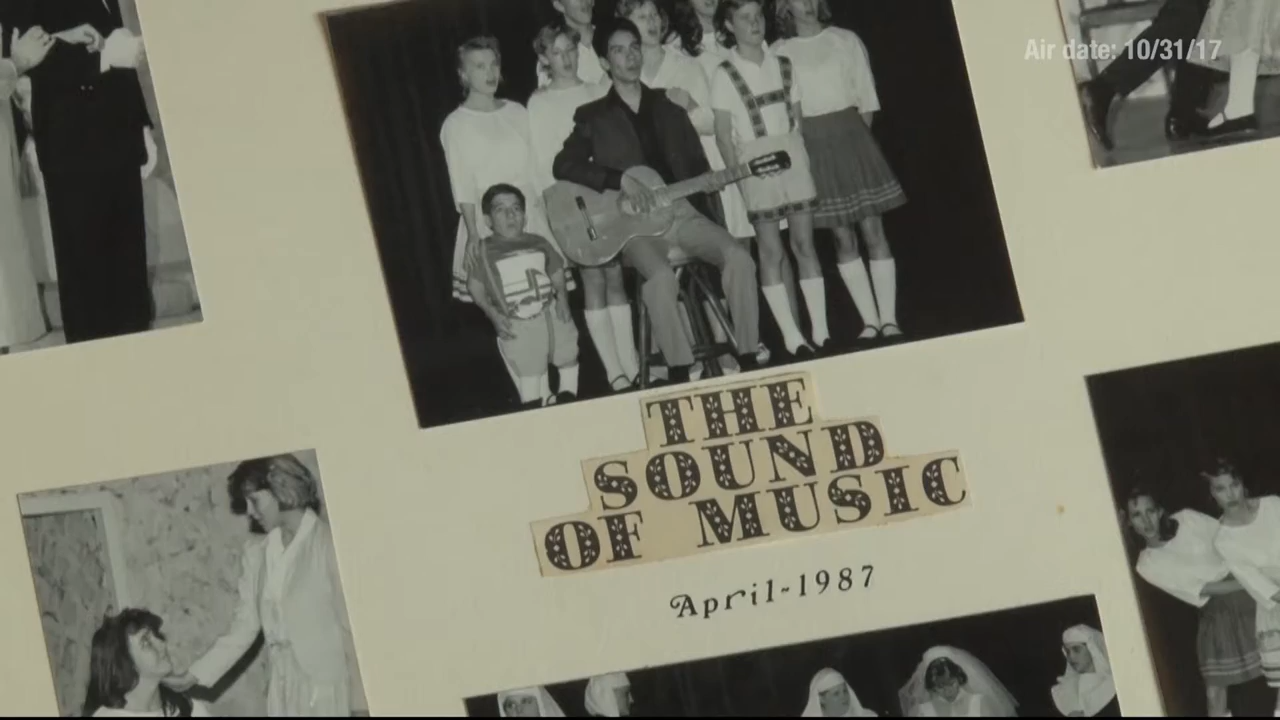 Air date: 10/31/17
THE
SOUND
OF MUSIC
April-1987